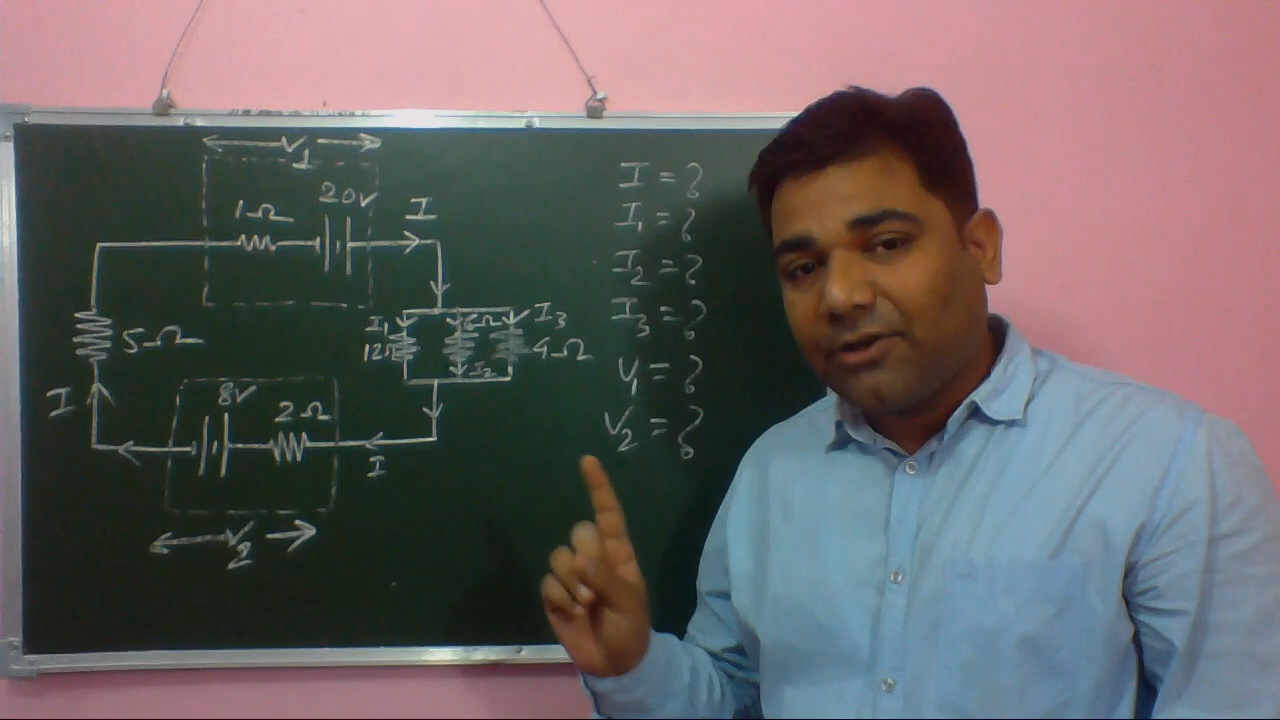 V1
1Ω
20V
I
5Ω
I1
12Ω
6Ω
I2
I3
4Ω
I
8V
2Ω
I
V2
I = ?
I1 = ?
I2 = ?
I3 = ?
V1 = ?
V2 = ?